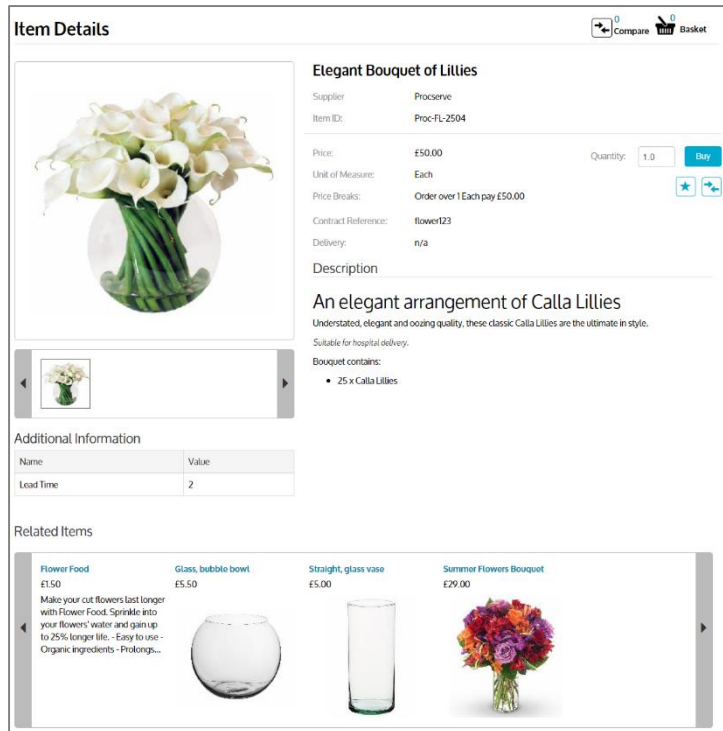 Item Details
0
Compare
0
Basket
Elegant Bouquet of Lillies
Supplier Procserve
Item ID: Proc-FL-2504
Price: £50.00
Quantity: 1.0 Buy
Unit of Measure: Each
Price Breaks: Order over 1 Each pay £50.00
Contract Reference: flower123
Delivery: n/a
Description
An elegant arrangement of Calla Lillies
Understated, elegant and oozing quality, these classic Calla Lillies are the ultimate in style.
Suitable for hospital delivery.
Bouquet contains:
• 25 x Calla Lillies
Additional Information
Name Value
Lead Time 2
Related Items
Flower Food
£1.50
Make your cut flowers last longer
with Flower Food. Sprinkle into
your flowers' water and gain up
to 25% longer life. - Easy to use -
Organic ingredients - Prolongs...
Glass, bubble bowl
£5.50
Straight, glass vase
£5.00
Summer Flowers Bouquet
£29.00